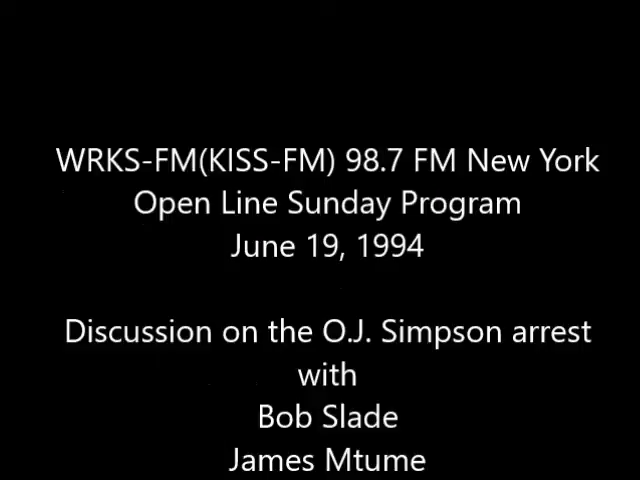 WRKS-FM(KISS-FM) 98.7 FM New York
Open Line Sunday Program
June 19, 1994
Discussion on the O.J. Simpson arrest
with
Bob Slade
James Mtume